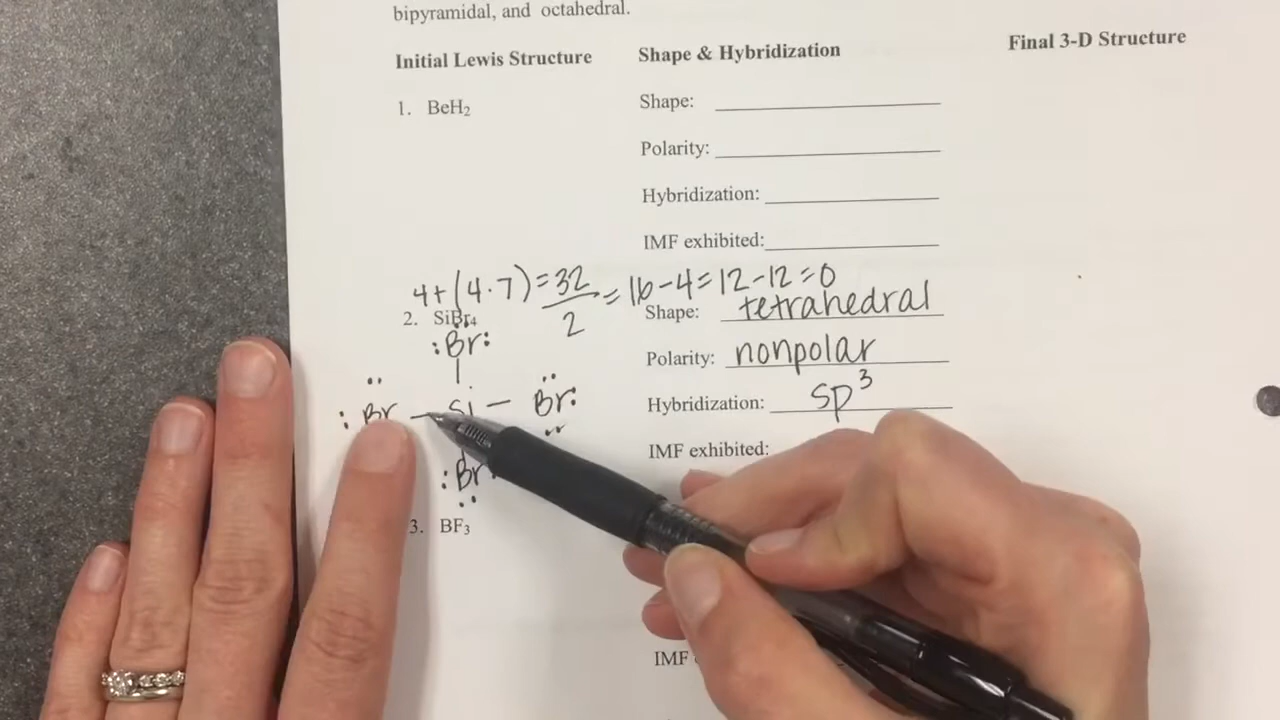 bipyramidal, and octahedral.
Initial Lewis Structure Shape & Hybridization Final 3-D Structure
1. BeH₂ Shape:
Polarity:
Hybridization:
IMF exhibited:
4+(4·7)=32/2=16-4=12-12=0
2. SiBr₄ Shape: tetrahedral
:Br: Polarity: nonpolar
:Br - Si - Br: Hybridization: sp³
IMF exhibited:
:Br
3. BF₃
IMF